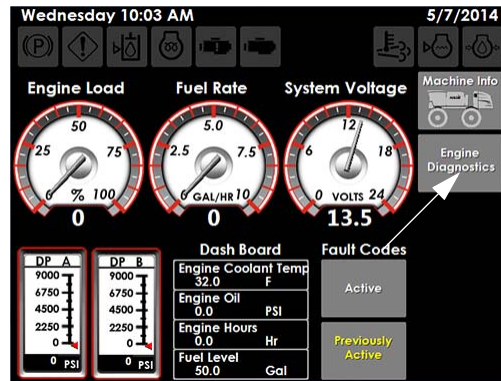 Wednesday 10:03 AM 5/7/2014
(P)
Engine Load Fuel Rate System Voltage Machine Info
50 5.0 12
25 75 2.5 7.5 6 18
0 % 100 0 GAL/HR 10 0 VOLTS 24
0 0 13.5
Engine
Diagnostics
Dash Board Fault Codes
DP A DP B
9000 9000
6750 6750
4500 4500
2250 2250
0 0
0 PSI 0 PSI
Engine Coolant Temp
32.0 F
Engine Oil
0.0 PSI
Engine Hours
0.0 Hr
Fuel Level
50.0 Gal
Active
Previously
Active